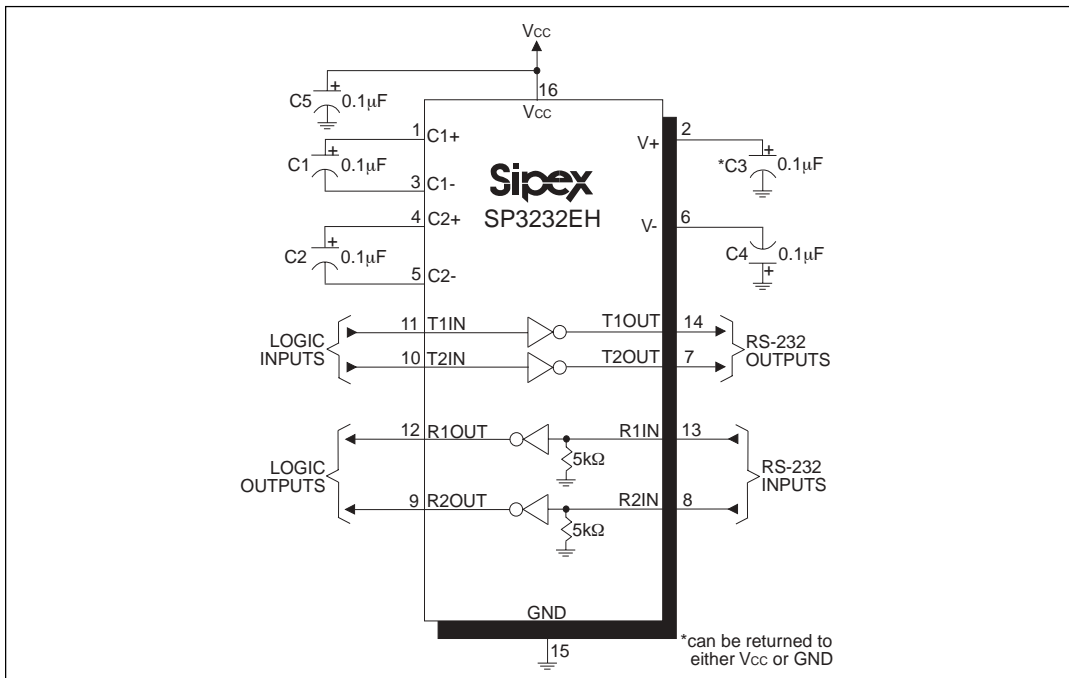 VCC
16
VCC
C5
+
0.1µF
1
C1+
C1
+
0.1µF
3
C1-
4
C2+
C2
+
0.1µF
5
C2-
Sipex
SP3232EH
V+
2
*C3
+
0.1µF
V-
6
C4
0.1µF
+
LOGIC
INPUTS
11
T1IN
T1OUT
14
10
T2IN
T2OUT
7
RS-232
OUTPUTS
LOGIC
OUTPUTS
12
R1OUT
R1IN
13
5kΩ
9
R2OUT
R2IN
8
5kΩ
RS-232
INPUTS
GND
15
*can be returned to
either VCC or GND